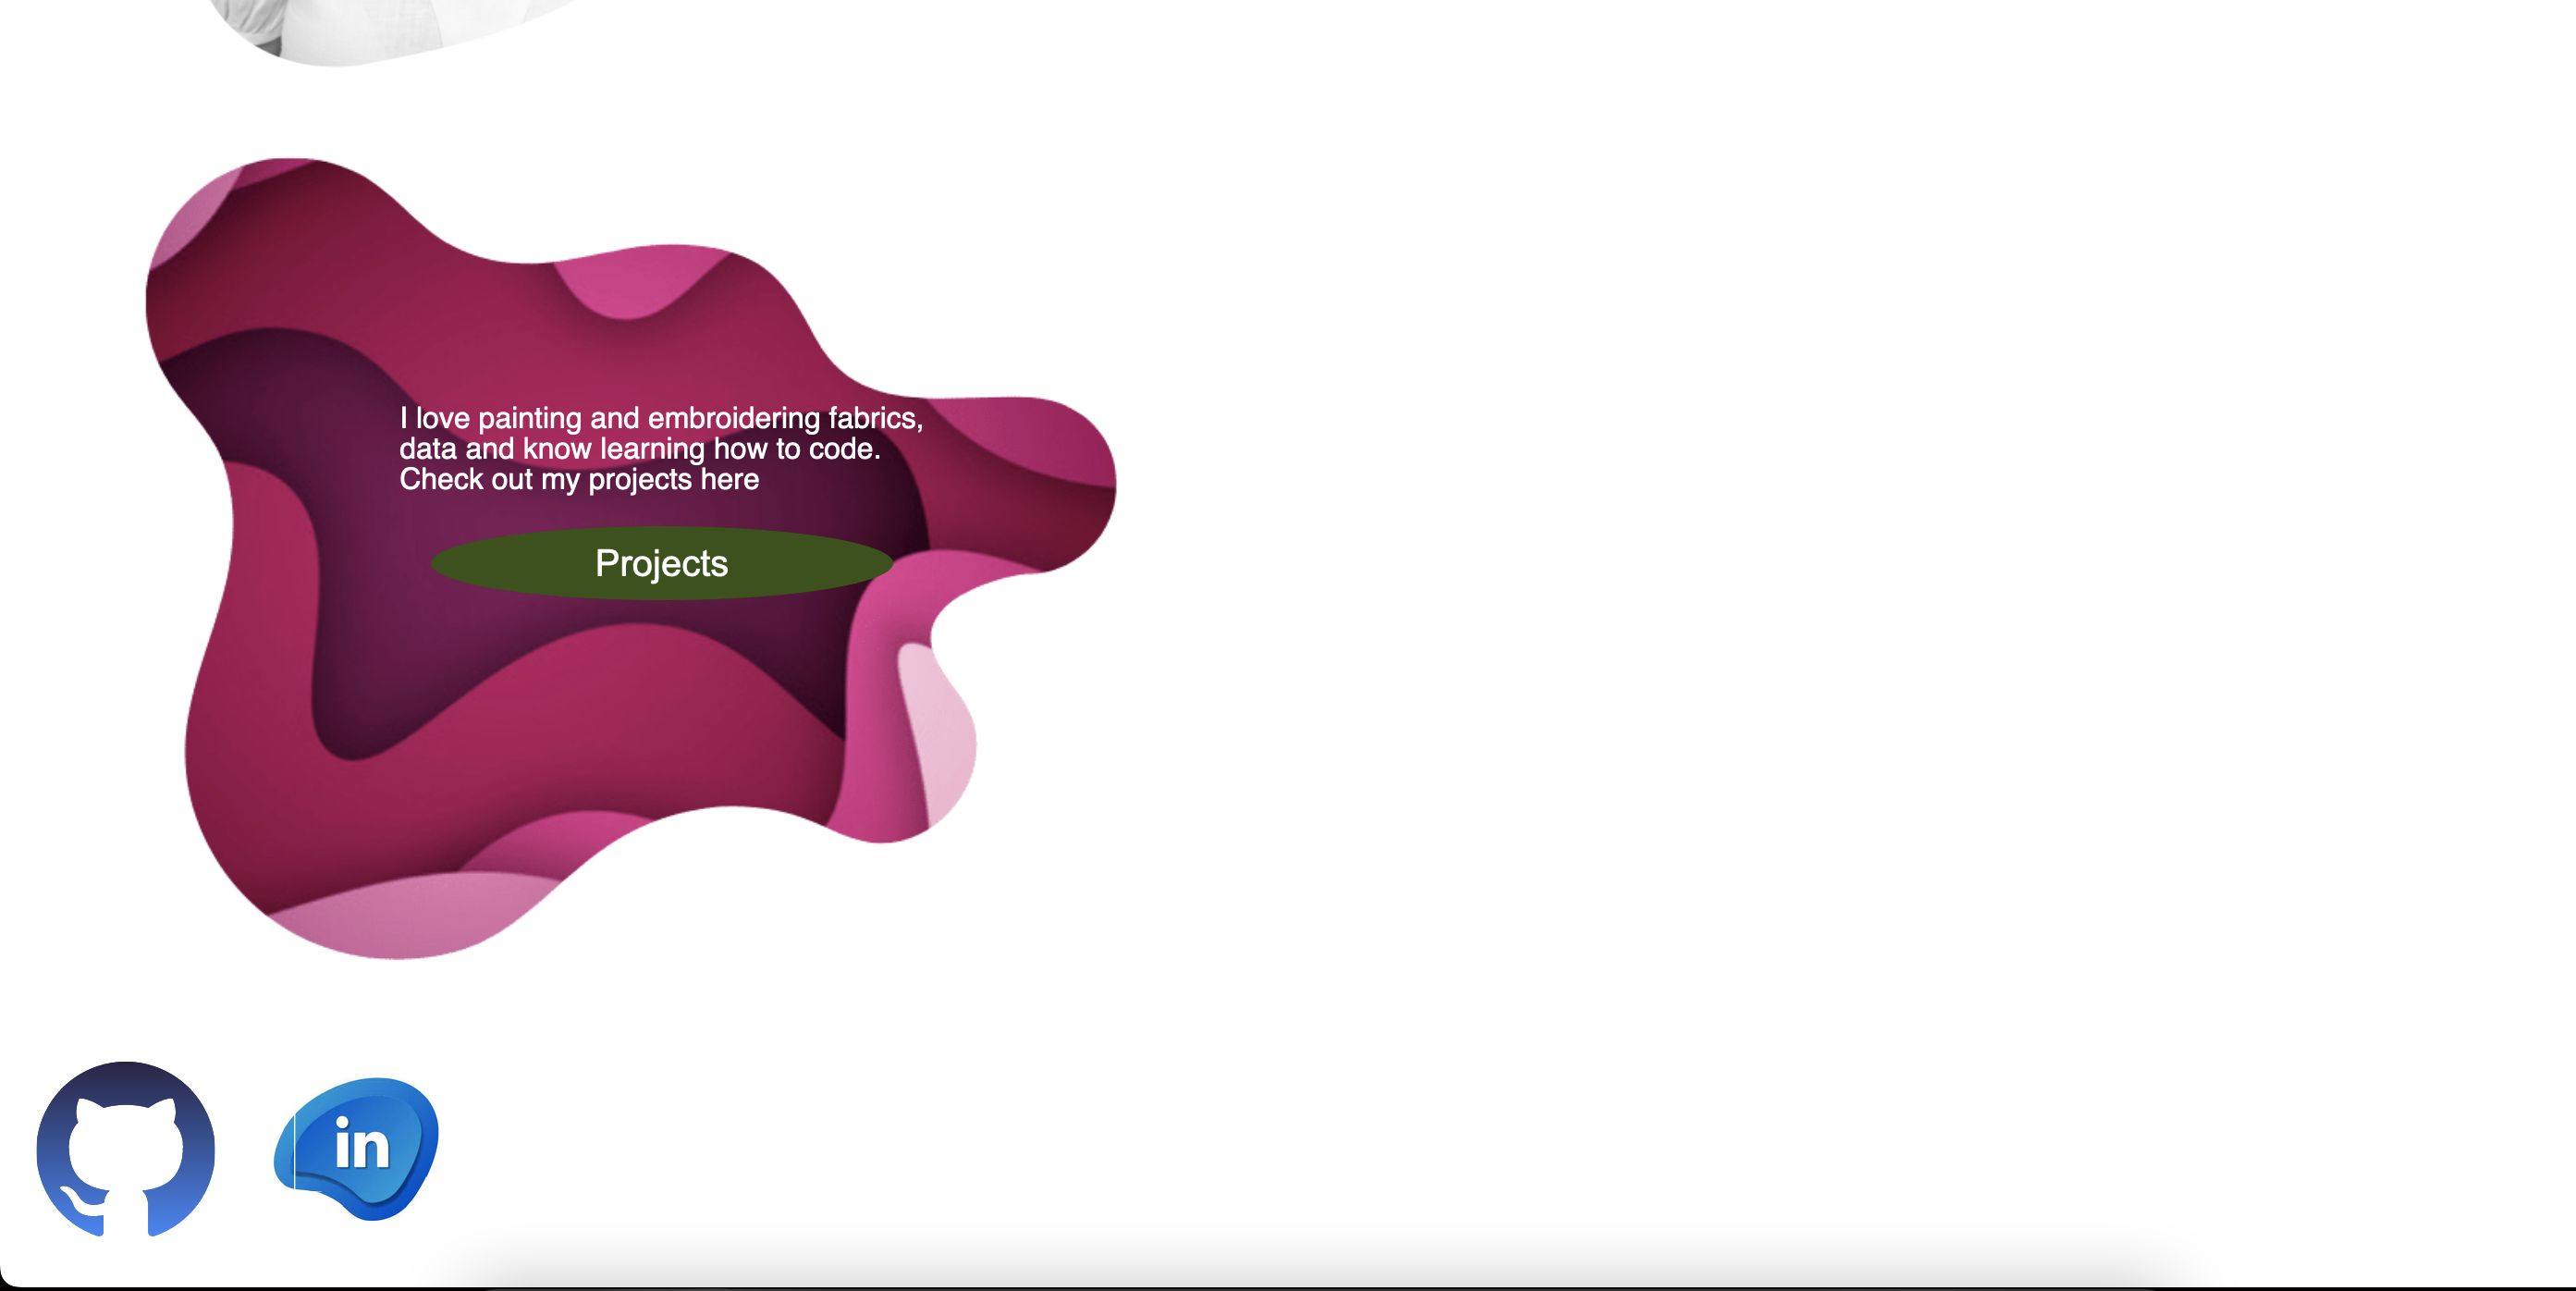 I love painting and embroidering fabrics,
data and know learning how to code.
Check out my projects here
Projects
in